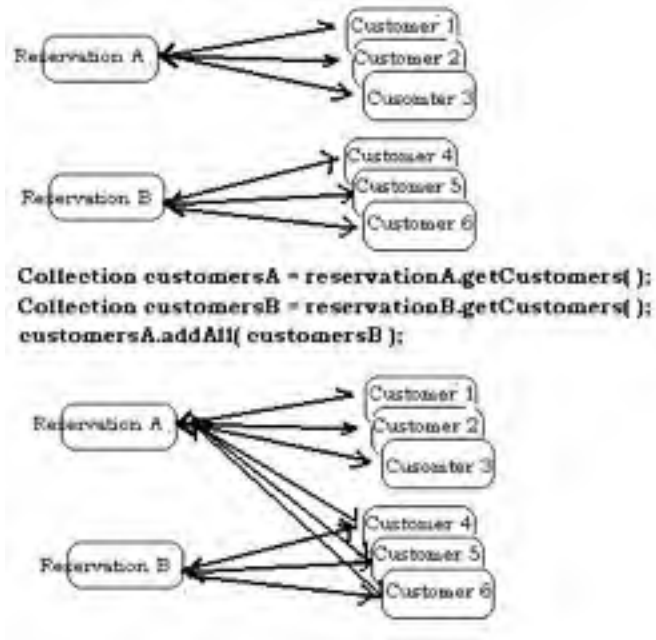 Customer 1
Reservation A
Customer 2
Cusomter 3
Customer 4
Customer 5
Reservation B
Customer 6
Collection customersA = reservationA.getCustomers( );
Collection customersB = reservationB.getCustomers( );
customersA.addAll( customersB );
Customer 1
Reservation A
Customer 2
Cusomter 3
Customer 4
Customer 5
Reservation B
Customer 6